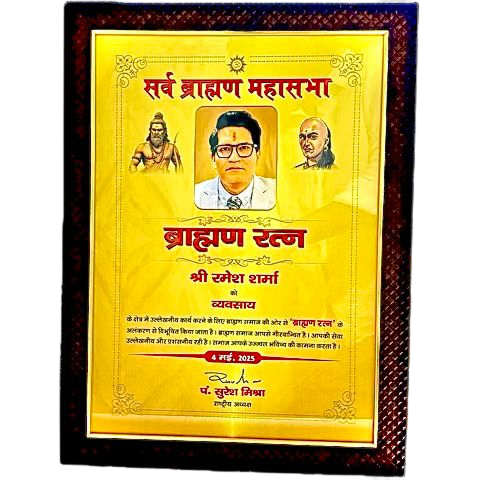 सर्व ब्राह्मण महासभा
ब्राह्मण रत्न
श्री रमेश शर्मा
को
व्यवसाय
के क्षेत्र में उल्लेखनीय कार्य करने के लिए ब्राह्मण समाज की ओर से "ब्राह्मण रत्न" के
अलंकरण से विभूषित किया जाता है। ब्राह्मण समाज आपसे गौरवान्वित है। आपकी सेवा
उल्लेखनीय और प्रशंसनीय रही है। समाज आपके उज्ज्वल भविष्य की कामना करता है।
4 मई, 2025
पं. सुरेश मिश्रा
राष्ट्रीय अध्यक्ष